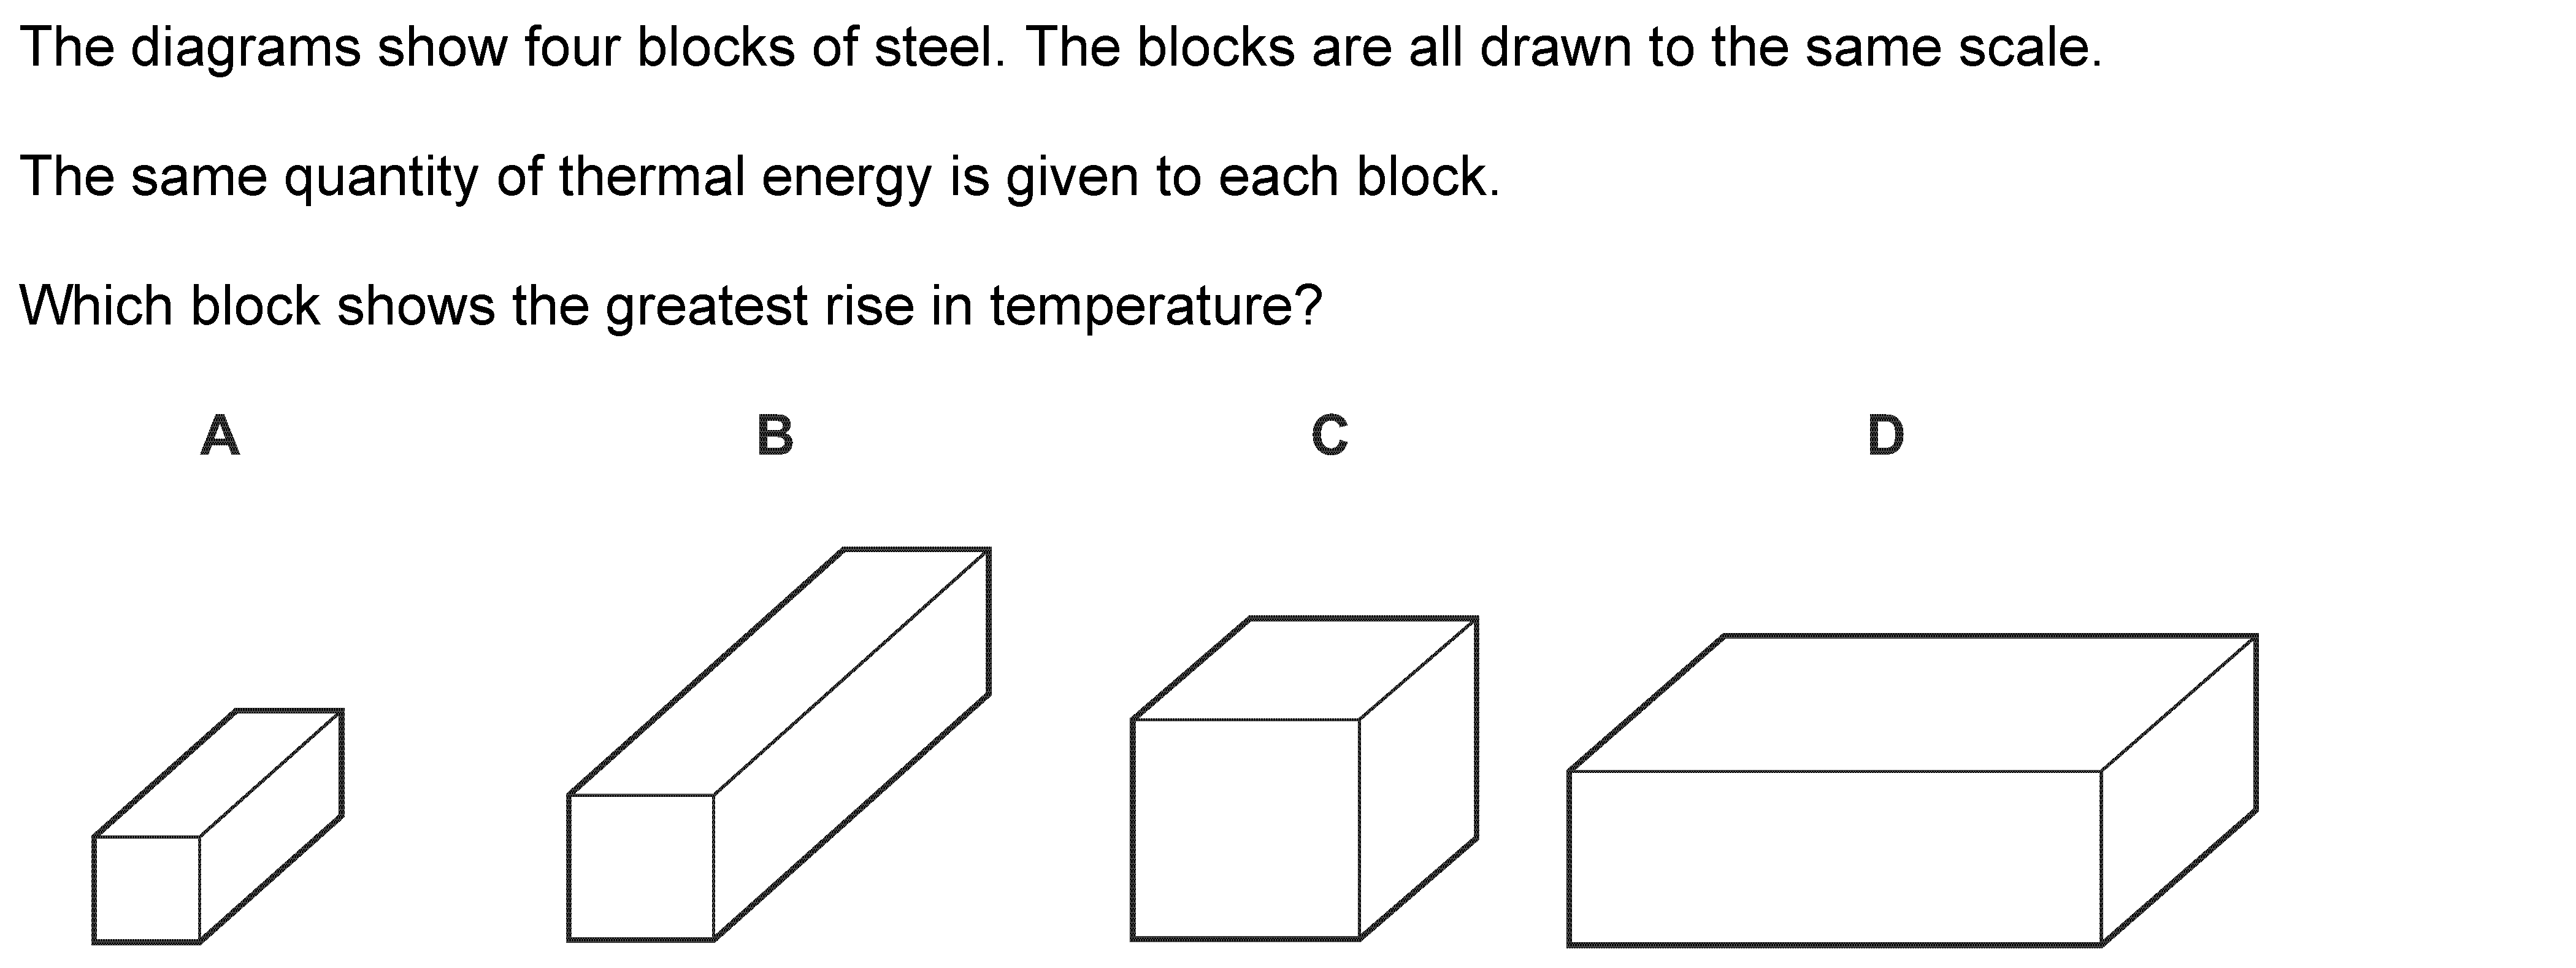 The diagrams show four blocks of steel. The blocks are all drawn to the same scale.
The same quantity of thermal energy is given to each block.
Which block shows the greatest rise in temperature?
A B C D